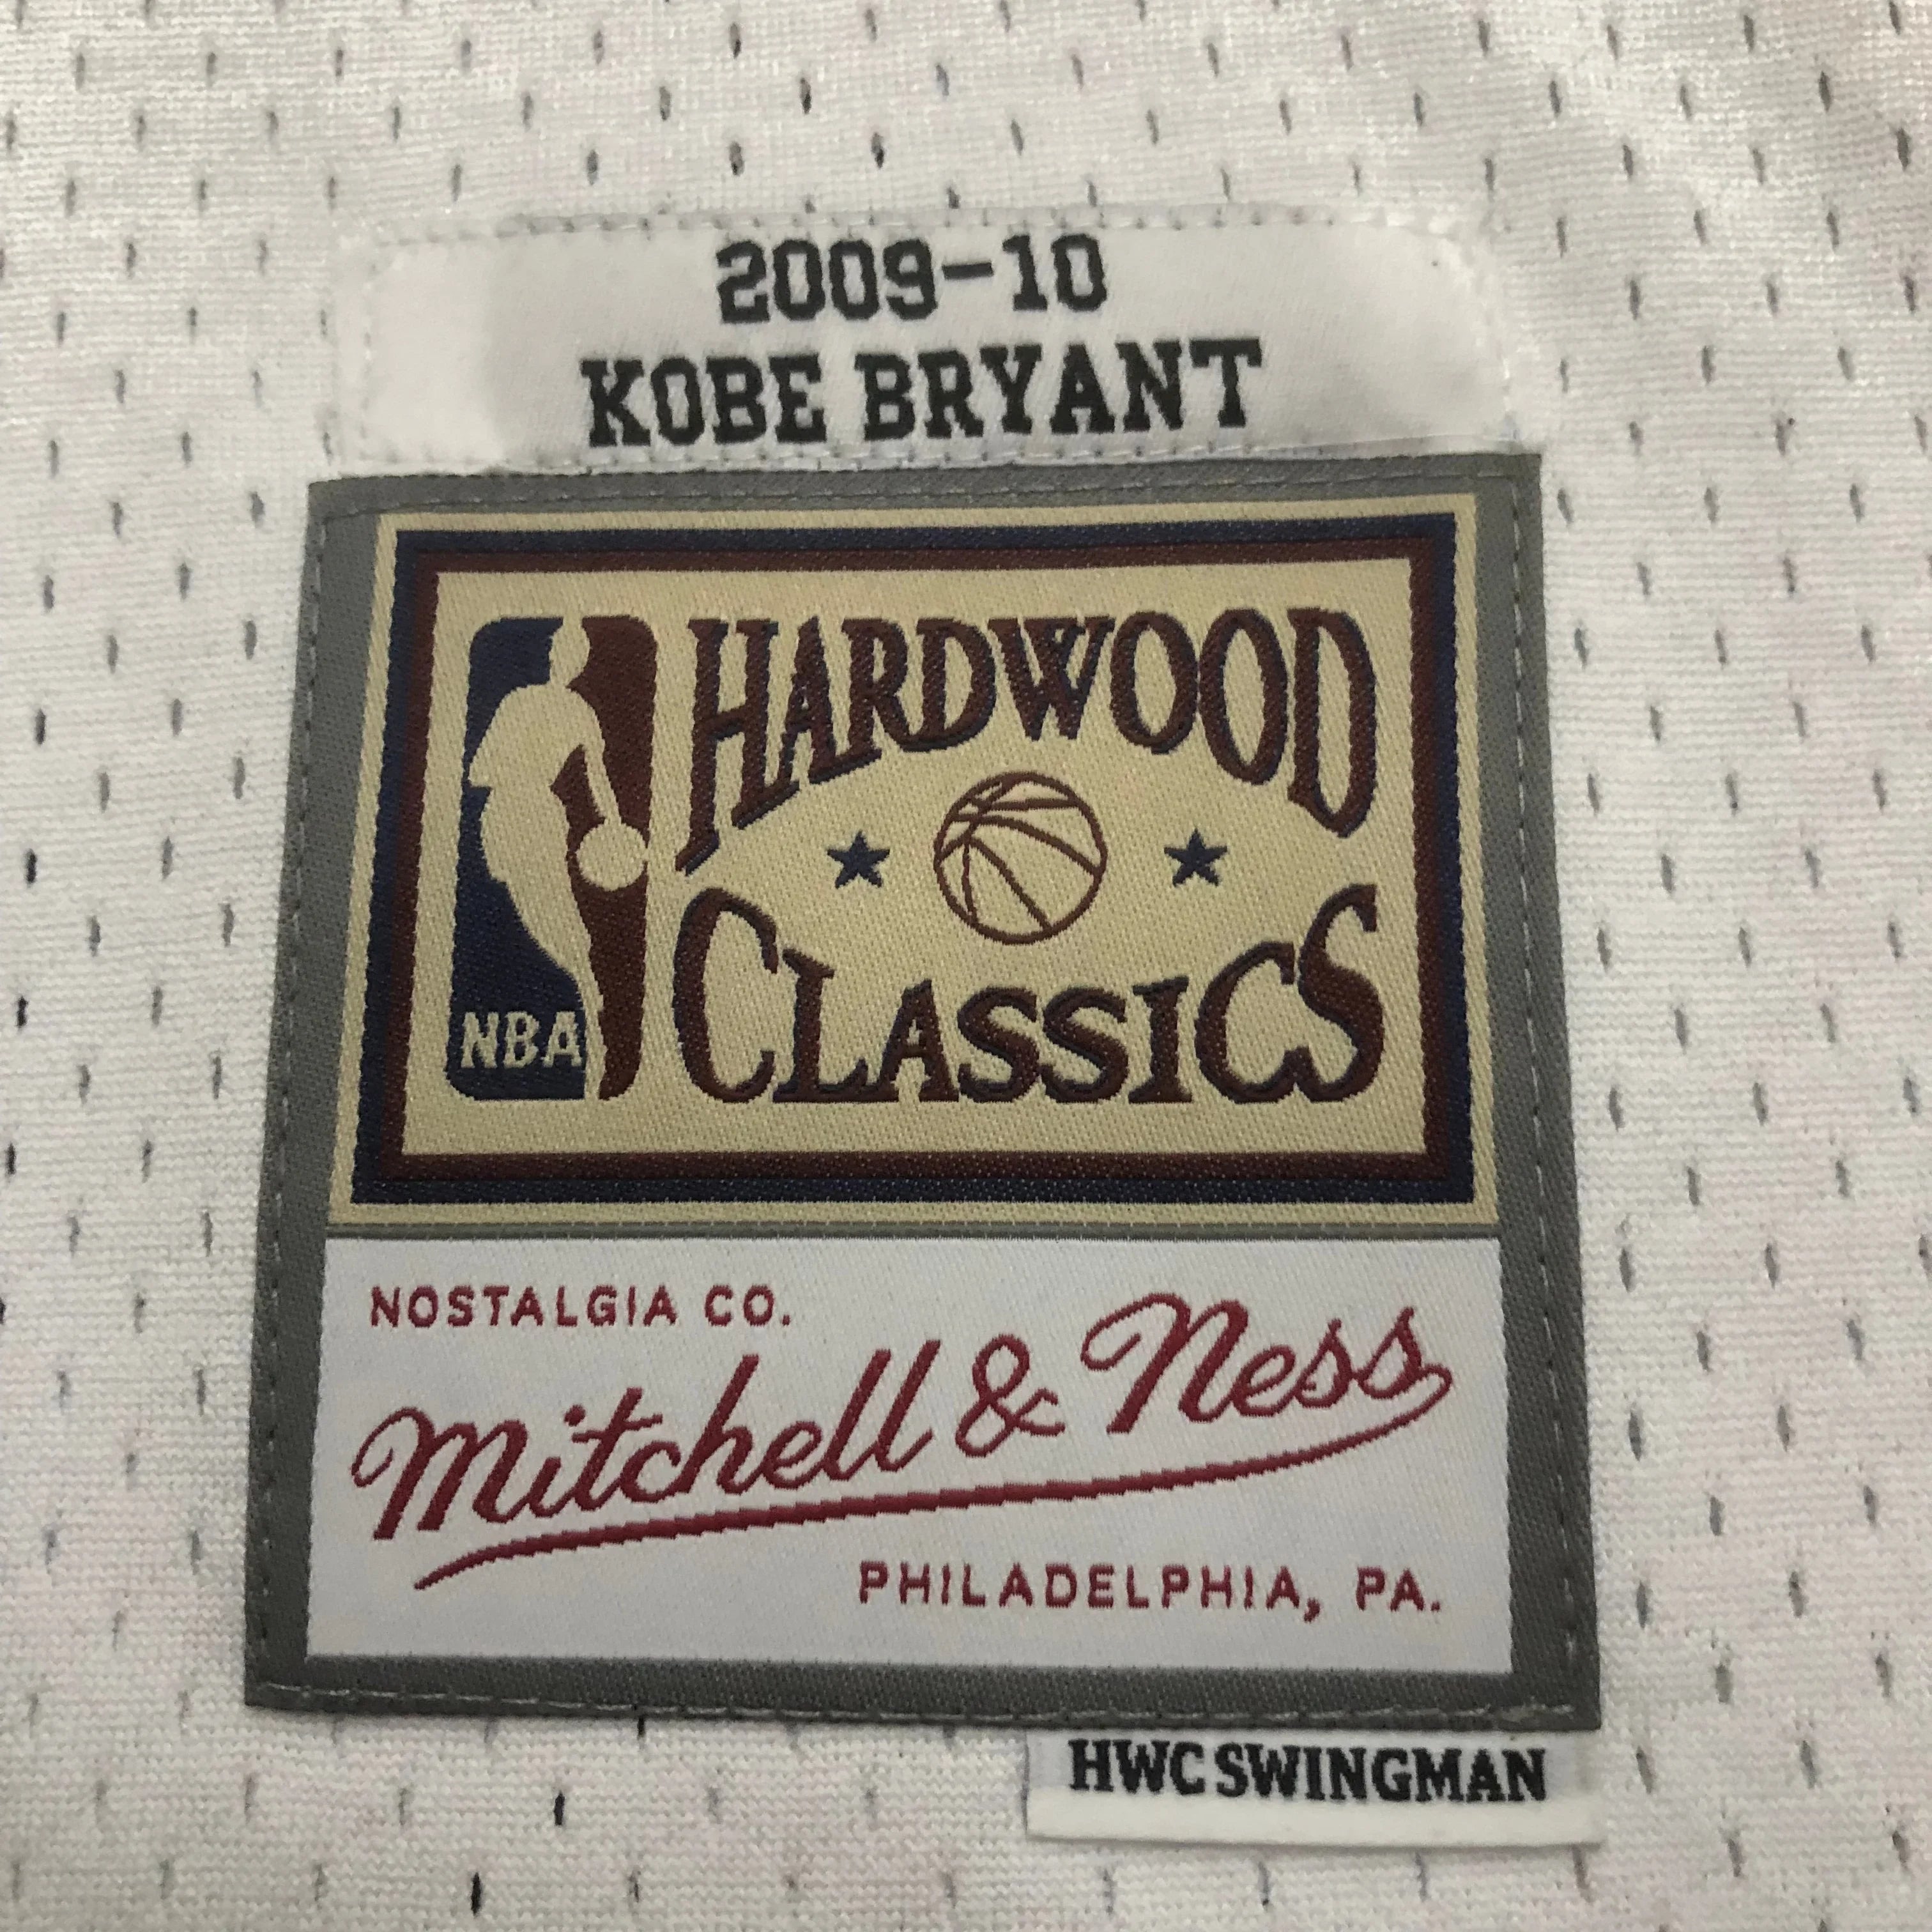 2009-10
KOBE BRYANT
HARDWOOD
CLASSICS
NBA
NOSTALGIA CO.
Mitchell & Ness
PHILADELPHIA, PA.
HWC SWINGMAN